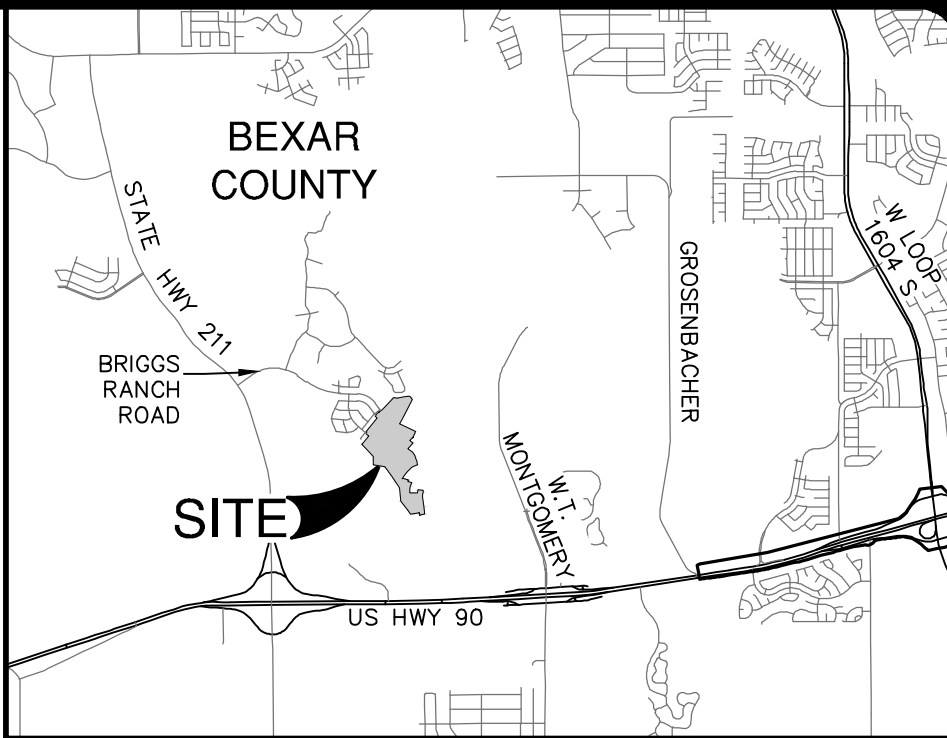 BEXAR
COUNTY
STATE HWY 211
W LOOP
1604 S
GROSENBACHER
BRIGGS
RANCH
ROAD
W.T.
MONTGOMERY
SITE
US HWY 90